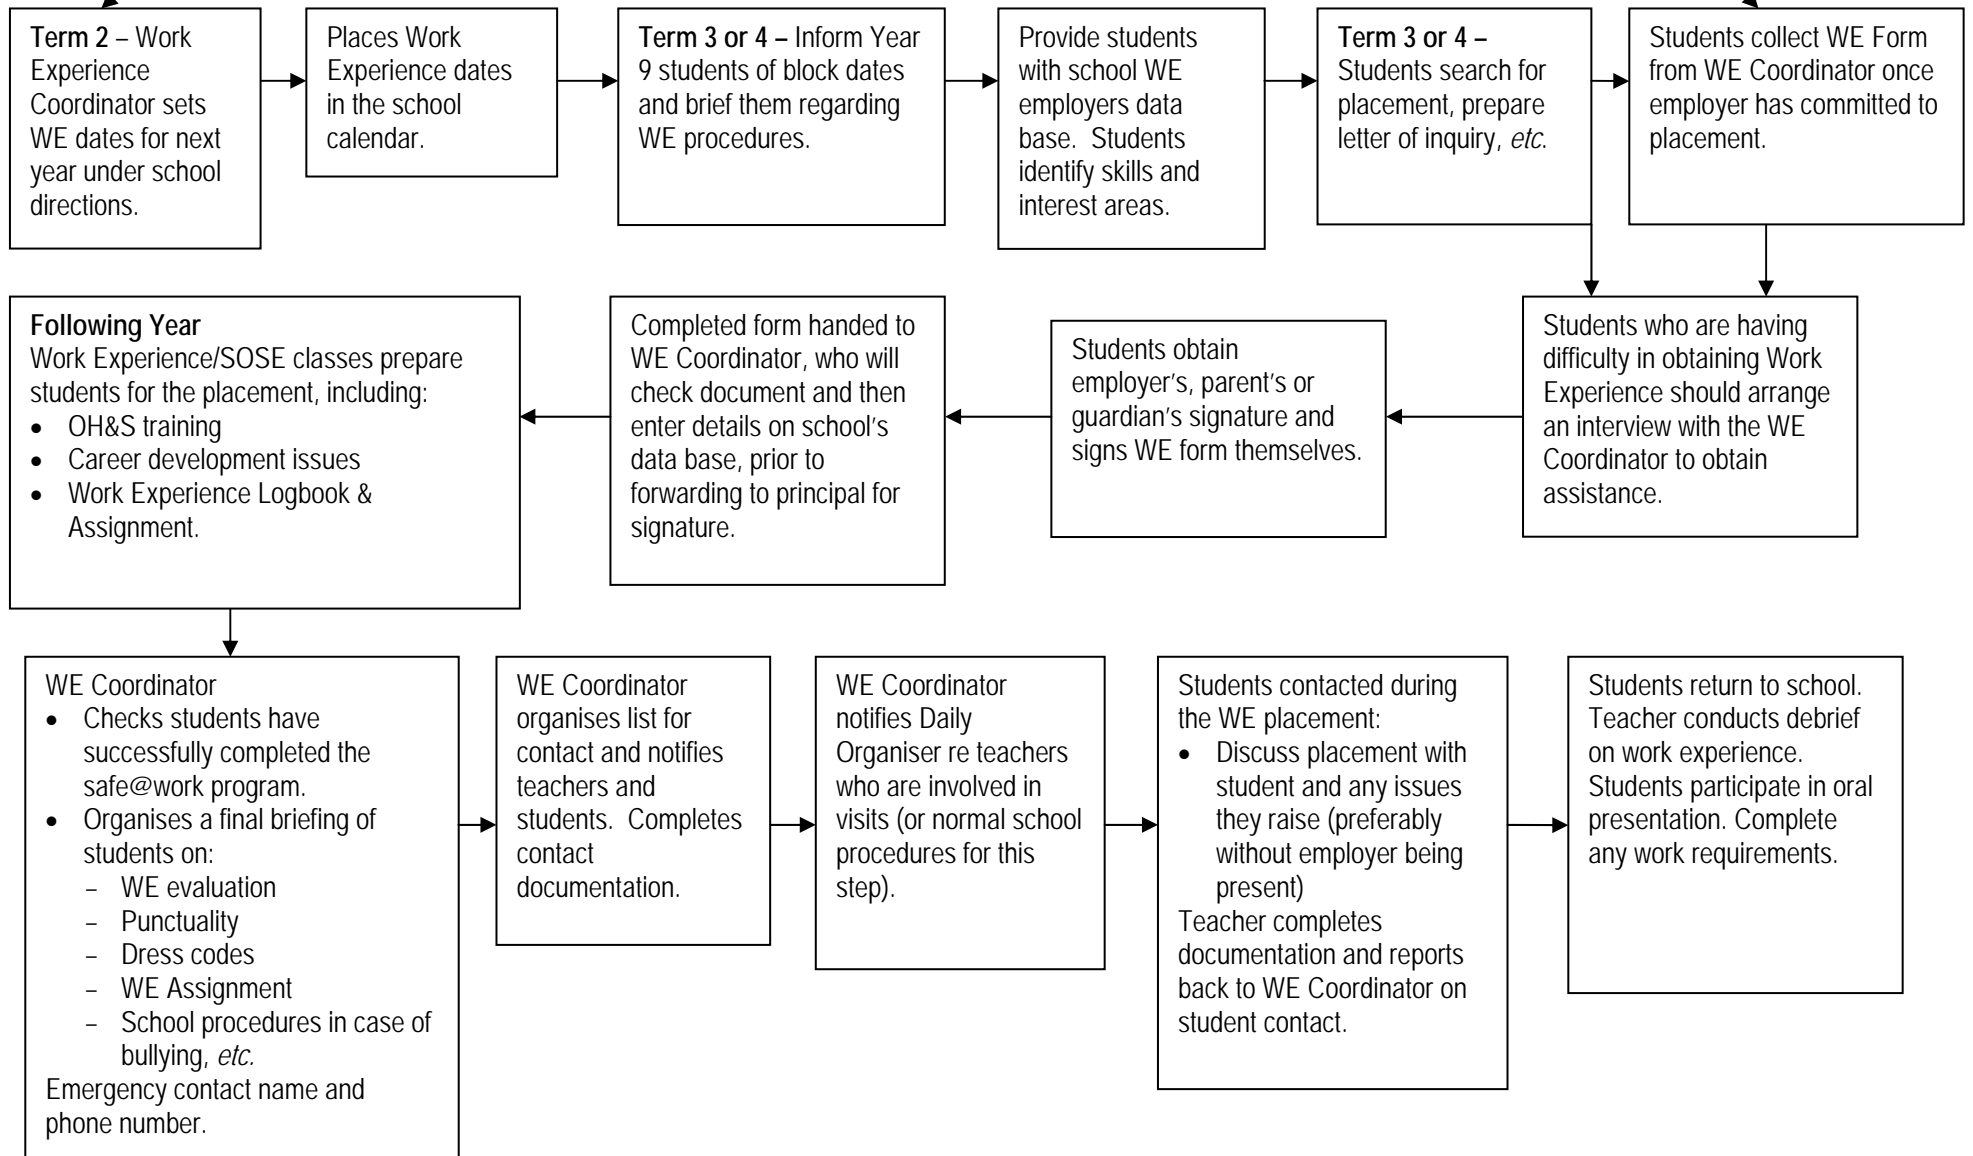 Term 2 – Work
Experience
Coordinator sets
WE dates for next
year under school
directions.
Places Work
Experience dates
in the school
calendar.
Term 3 or 4 – Inform Year
9 students of block dates
and brief them regarding
WE procedures.
Provide students
with school WE
employers data
base.  Students
identify skills and
interest areas.
Term 3 or 4 –
Students search for
placement, prepare
letter of inquiry, etc.
Students collect WE Form
from WE Coordinator once
employer has committed to
placement.
Students who are having
difficulty in obtaining Work
Experience should arrange
an interview with the WE
Coordinator to obtain
assistance.
Students obtain
employer’s, parent’s or
guardian’s signature and
signs WE form themselves.
Completed form handed to
WE Coordinator, who will
check document and then
enter details on school’s
data base, prior to
forwarding to principal for
signature.
Following Year
Work Experience/SOSE classes prepare
students for the placement, including:
• OH&S training
• Career development issues
• Work Experience Logbook &
Assignment.
WE Coordinator
• Checks students have
successfully completed the
safe@work program.
• Organises a final briefing of
students on:
– WE evaluation
– Punctuality
– Dress codes
– WE Assignment
– School procedures in case of
bullying, etc.
Emergency contact name and
phone number.
WE Coordinator
organises list for
contact and notifies
teachers and
students.  Completes
contact
documentation.
WE Coordinator
notifies Daily
Organiser re teachers
who are involved in
visits (or normal school
procedures for this
step).
Students contacted during
the WE placement:
• Discuss placement with
student and any issues
they raise (preferably
without employer being
present)
Teacher completes
documentation and reports
back to WE Coordinator on
student contact.
Students return to school.
Teacher conducts debrief
on work experience.
Students participate in oral
presentation. Complete
any work requirements.